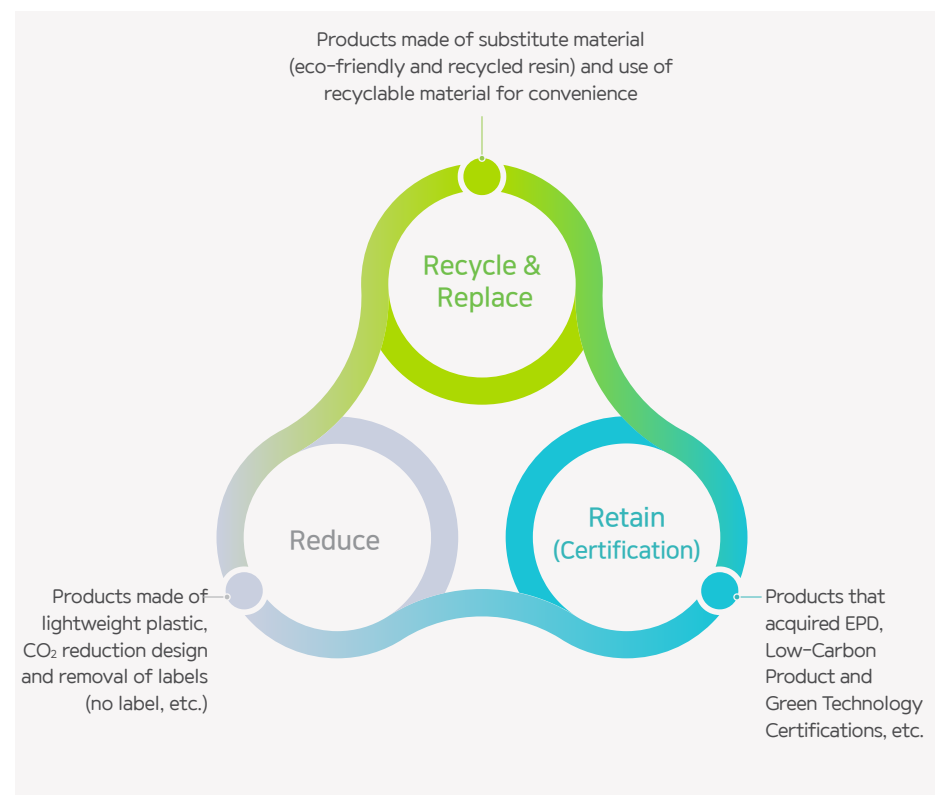 Products made of substitute material
(eco-friendly and recycled resin) and use of
recyclable material for convenience
Recycle &
Replace
Reduce
Retain
(Certification)
Products made of
lightweight plastic,
CO₂ reduction design
and removal of labels
(no label, etc.)
Products that
acquired EPD,
Low-Carbon
Product and
Green Technology
Certifications, etc.